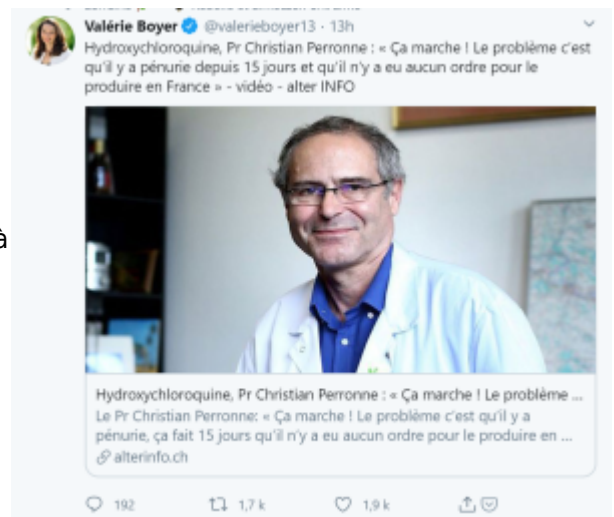 Valérie Boyer @valerieboyer13 · 13h
Hydroxychloroquine, Pr Christian Perronne : « Ça marche ! Le problème c'est
qu'il y a pénurie depuis 15 jours et qu'il n'y a eu aucun ordre pour le
produire en France » - vidéo - alter INFO
à
Hydroxychloroquine, Pr Christian Perronne : « Ça marche ! Le problème ...
Le Pr Christian Perronne: « Ça marche ! Le problème c'est qu'il y a
pénurie, ça fait 15 jours qu'il n'y a eu aucun ordre pour le produire en ...
alterinfo.ch
192 1,7 k 1,9 k